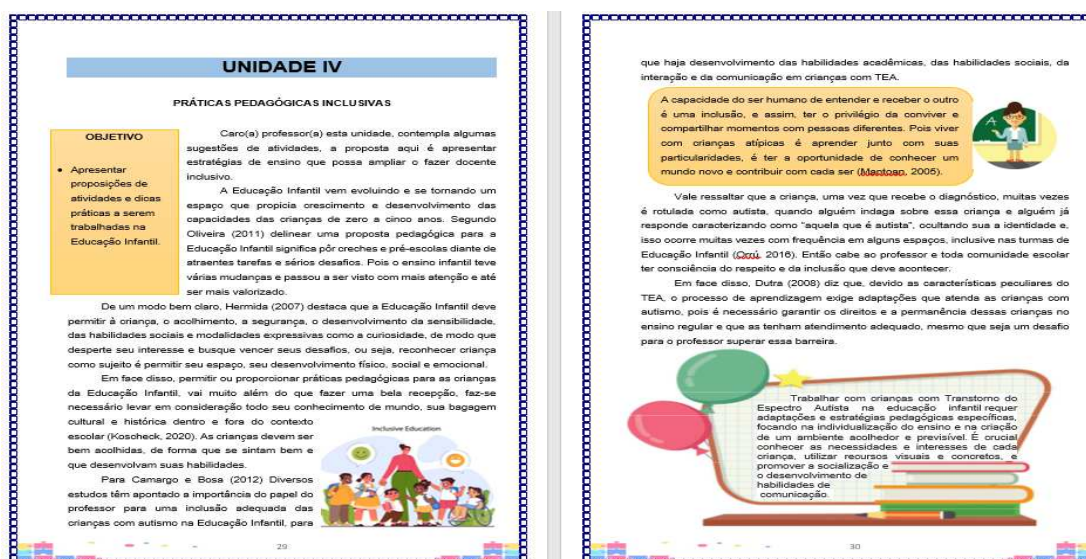 UNIDADE IV
PRÁTICAS PEDAGÓGICAS INCLUSIVAS
OBJETIVO
• Apresentar
proposições de
atividades e dicas
práticas a serem
trabalhadas na
Educação Infantil.
Caro(a) professor(a) esta unidade, contempla algumas
sugestões de atividades, a proposta aqui é apresentar
estratégias de ensino que possa ampliar o fazer docente
inclusivo.
A Educação Infantil vem evoluindo e se tornando um
espaço que propicia crescimento e desenvolvimento das
capacidades das crianças de zero a cinco anos. Segundo
Oliveira (2011) delinear uma proposta pedagógica para a
Educação Infantil significa pôr creches e pré-escolas diante de
atraentes tarefas e sérios desafios. Pois o ensino infantil teve
várias mudanças e passou a ser visto com mais atenção e até
ser mais valorizado.
De um modo bem claro, Hermida (2007) destaca que a Educação Infantil deve
permitir à criança, o acolhimento, a segurança, o desenvolvimento da sensibilidade,
das habilidades sociais e modalidades expressivas como a curiosidade, de modo que
desperte seu interesse e busque vencer seus desafios, ou seja, reconhecer criança
como sujeito é permitir seu espaço, seu desenvolvimento físico, social e emocional.
Em face disso, permitir ou proporcionar práticas pedagógicas para as crianças
da Educação Infantil, vai muito além do que fazer uma bela recepção, faz-se
necessário levar em consideração todo seu conhecimento de mundo, sua bagagem
cultural e histórica dentro e fora do contexto
escolar (Koscheck, 2020). As crianças devem ser
bem acolhidas, de forma que se sintam bem e
que desenvolvam suas habilidades.
Para Camargo e Bosa (2012) Diversos
estudos têm apontado a importância do papel do
professor para uma inclusão adequada das
crianças com autismo na Educação Infantil, para
Inclusive Education
29
que haja desenvolvimento das habilidades acadêmicas, das habilidades sociais, da
interação e da comunicação em crianças com TEA.
A capacidade do ser humano de entender e receber o outro
é uma inclusão, e assim, ter o privilégio da conviver e
compartilhar momentos com pessoas diferentes. Pois viver
com crianças atípicas é aprender junto com suas
particularidades, é ter a oportunidade de conhecer um
mundo novo e contribuir com cada ser (Mantoan, 2005).
Vale ressaltar que a criança, uma vez que recebe o diagnóstico, muitas vezes
é rotulada como autista, quando alguém indaga sobre essa criança e alguém já
responde caracterizando como "aquela que é autista", ocultando sua a identidade e,
isso ocorre muitas vezes com frequência em alguns espaços, inclusive nas turmas de
Educação Infantil (Orrú, 2016). Então cabe ao professor e toda comunidade escolar
ter consciência do respeito e da inclusão que deve acontecer.
Em face disso, Dutra (2008) diz que, devido as características peculiares do
TEA, o processo de aprendizagem exige adaptações que atenda as crianças com
autismo, pois é necessário garantir os direitos e a permanência dessas crianças no
ensino regular e que as tenham atendimento adequado, mesmo que seja um desafio
para o professor superar essa barreira.
Trabalhar com crianças com Transtorno do
Espectro Autista na educação infantil requer
adaptações e estratégias pedagógicas específicas,
focando na individualização do ensino e na criação
de um ambiente acolhedor e previsível. É crucial
conhecer as necessidades e interesses de cada
criança, utilizar recursos visuais e concretos, e
promover a socialização e
o desenvolvimento de
habilidades de
comunicação.
30